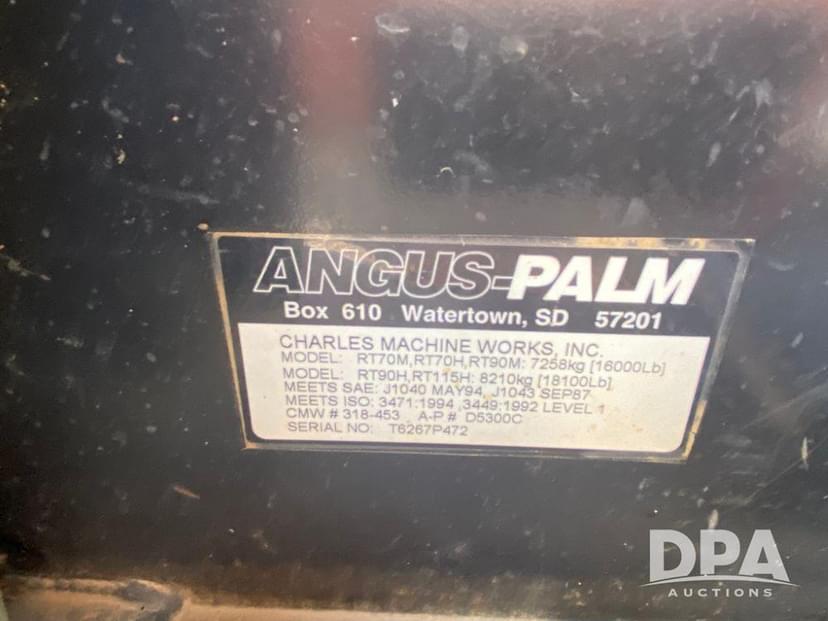 ANGUS-PALM
Box 610 Watertown, SD 57201
CHARLES MACHINE WORKS, INC.
MODEL: RT70M,RT70H,RT90M: 7258kg [16000Lb]
MODEL: RT90H,RT115H: 8210kg [18100Lb]
MEETS SAE: J1040 MAY94, J1043 SEP87
MEETS ISO: 3471:1994 ,3449:1992 LEVEL 1
CMW # 318-453 A-P # D5300C
SERIAL NO: T6267P472
DPA
AUCTIONS